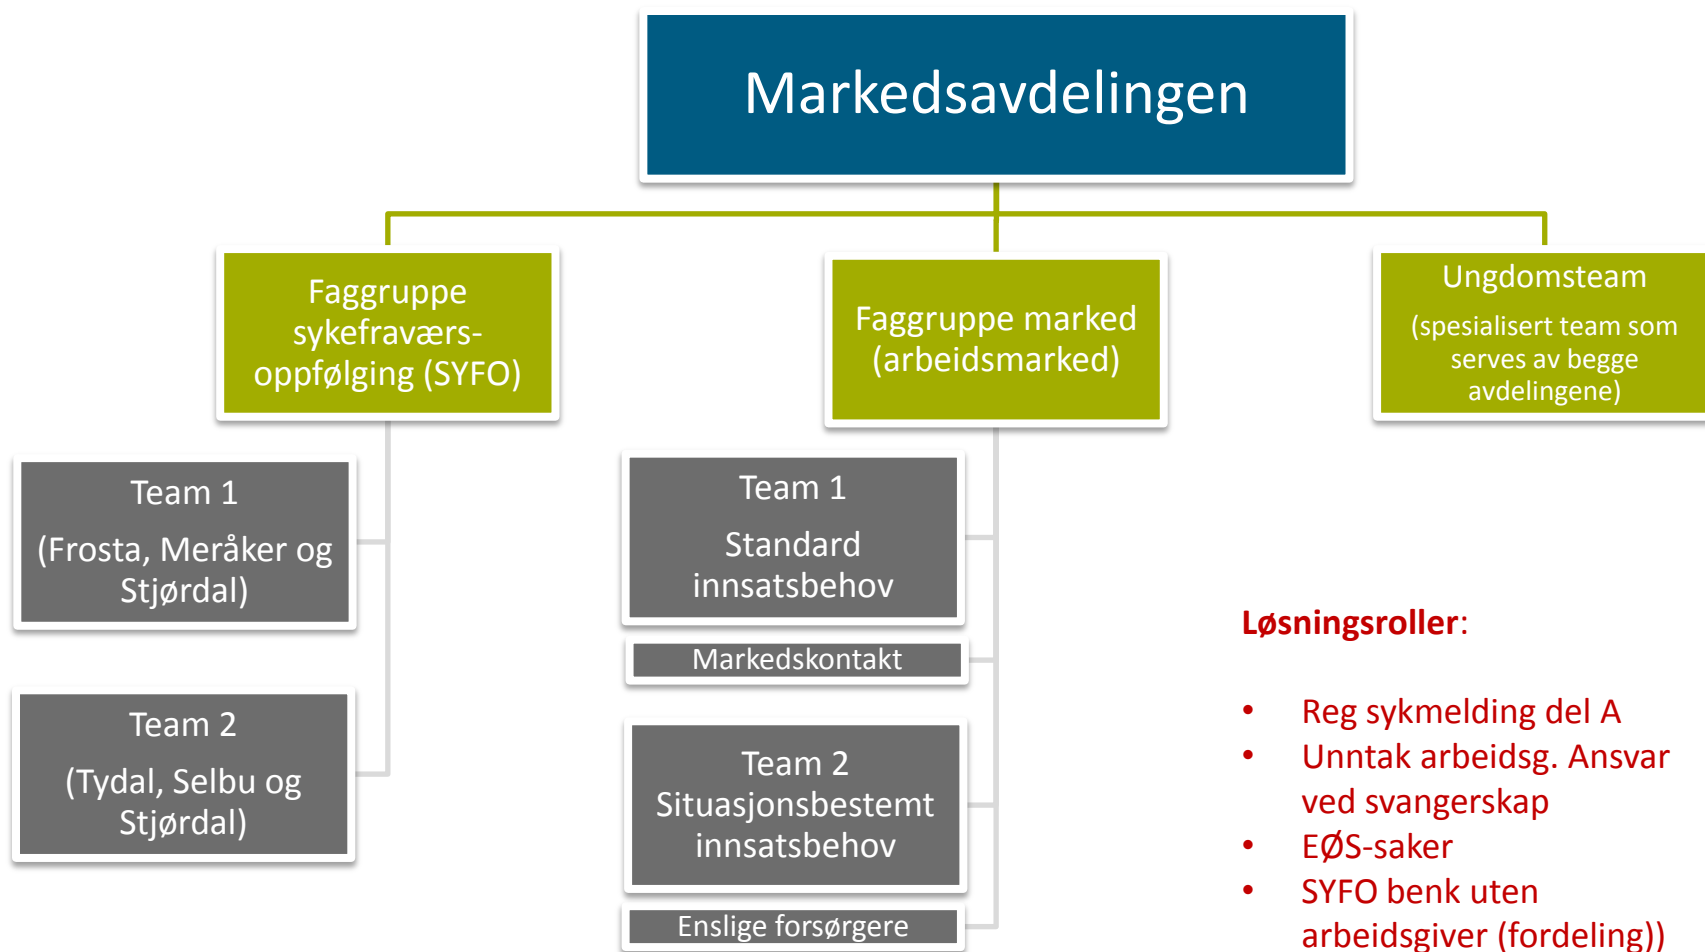 Markedsavdelingen
Faggruppe
sykefraværs-
oppfølging (SYFO)
Team 1
(Frosta, Meråker og
Stjørdal)
Team 2
(Tydal, Selbu og
Stjørdal)
Faggruppe marked
(arbeidsmarked)
Team 1
Standard
innsatsbehov
Markedskontakt
Team 2
Situasjonsbestemt
innsatsbehov
Enslige forsørgere
Ungdomsteam
(spesialisert team som
serves av begge
avdelingene)
Løsningsroller:
• Reg sykmelding del A
• Unntak arbeidsg. Ansvar
ved svangerskap
• EØS-saker
• SYFO benk uten
arbeidsgiver (fordeling))